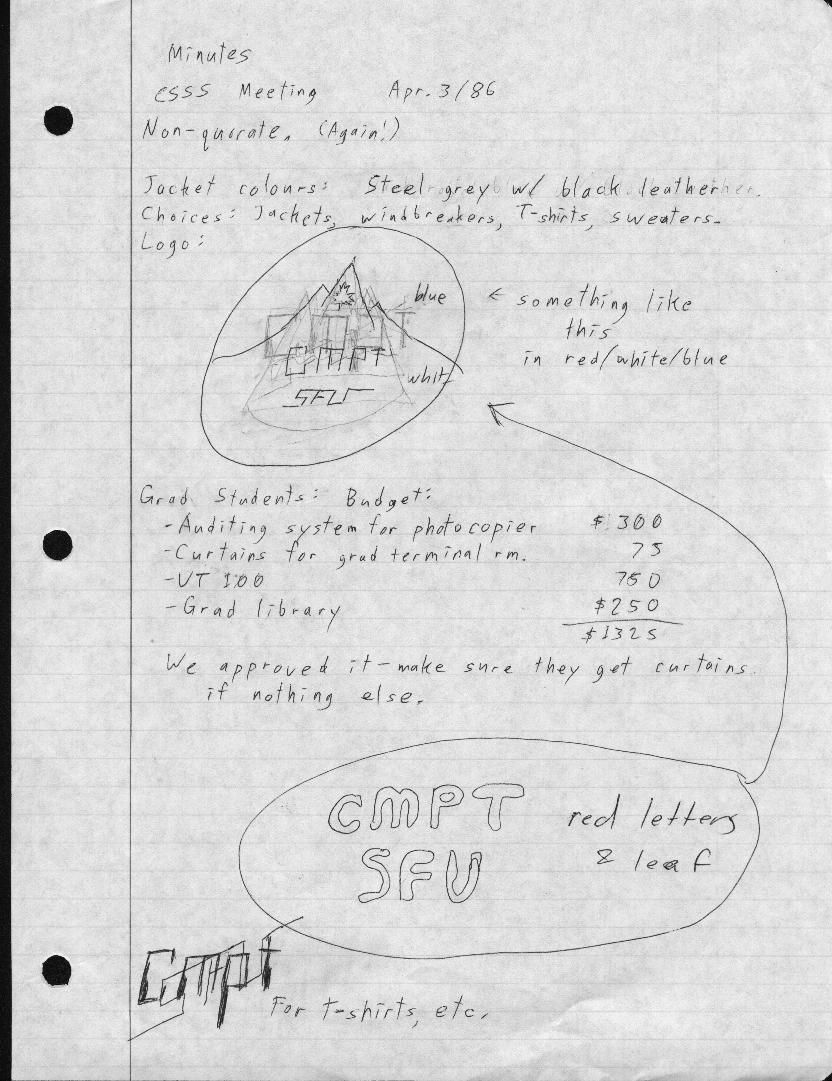 Minutes
CSSS Meeting Apr. 3/86
Non-quorate. (Again!)
Jacket colours: Steel grey w/ black leather.
Choices: Jackets, windbreakers, T-shirts, sweaters.
Logo:
blue
CMPT
white
SFU
← something like
this
in red/white/blue
Grad Students: Budget:
-Auditing system for photocopier $ 300
-Curtains for grad terminal rm. 75
-VT 100 750
-Grad library $250
$1325
We approved it-make sure they get curtains
if nothing else.
CMPT red letters
SFU & leaf
Cmpt
For t-shirts, etc.